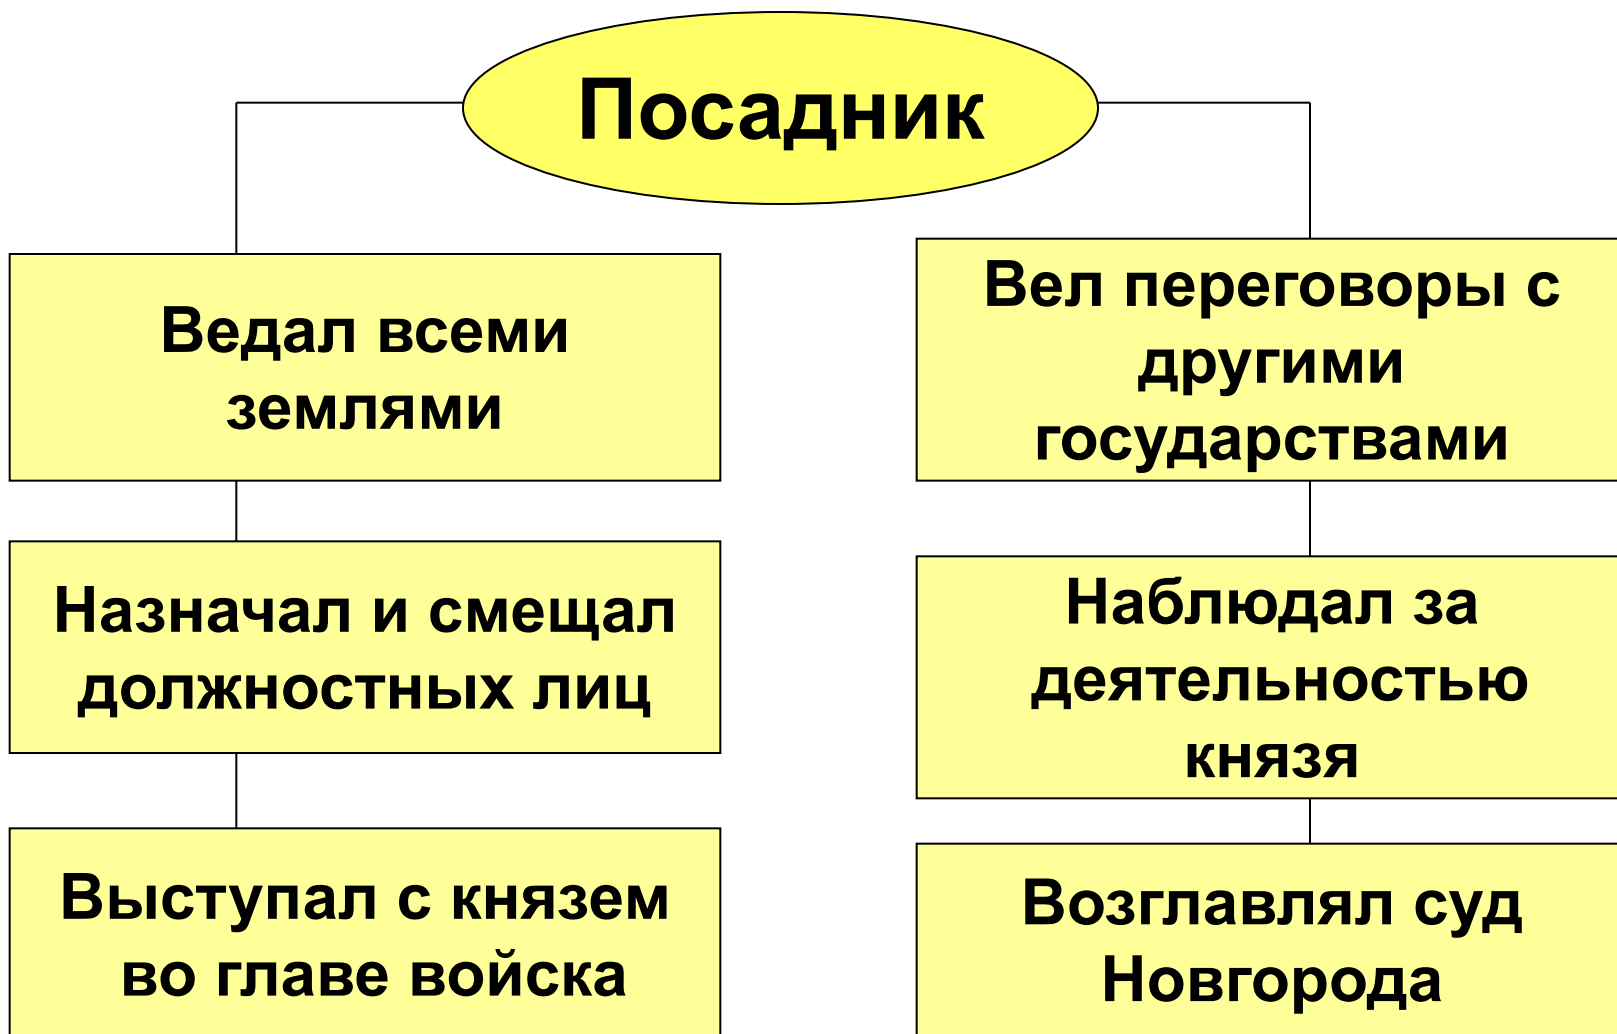 Посадник
Ведал всеми
землями
Назначал и смещал
должностных лиц
Выступал с князем
во главе войска
Вел переговоры с
другими
государствами
Наблюдал за
деятельностью
князя
Возглавлял суд
Новгорода